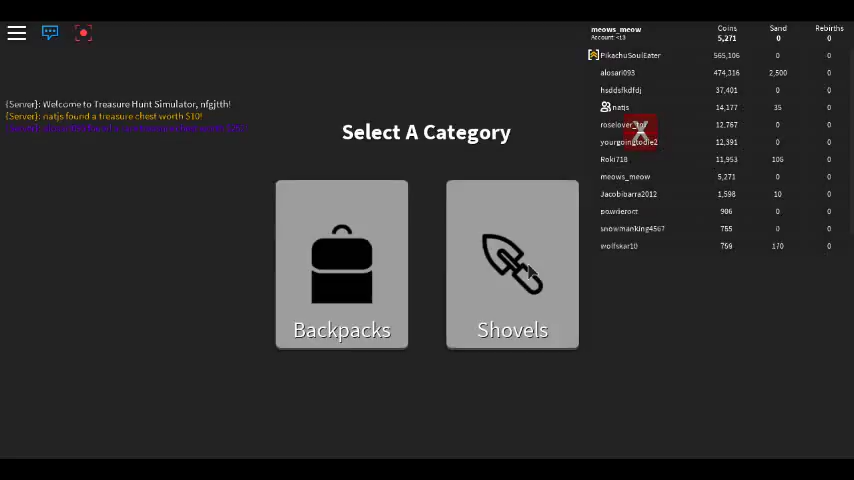 meows_meow
Account: <13
Coins
5,271
Sand
0
Rebirths
0
PikachuSoulEater 565,106 0 0
alosari093 474,316 2,500 0
hsddsfkdfdj 37,401 0 0
natjs 14,177 35 0
12,767 0 0
yourgoingtodie2 12,391 0 0
Roki718 11,953 106 0
meows_meow 5,271 0 0
Jacobibarra2012 1,598 10 0
906 0 0
snowmanking4567 755 0 0
wolfskar10 759 170 0
{Server}: Welcome to Treasure Hunt Simulator, nfgjtth!
{Server}: natjs found a treasure chest worth $10!
Select A Category
X
Backpacks
Shovels